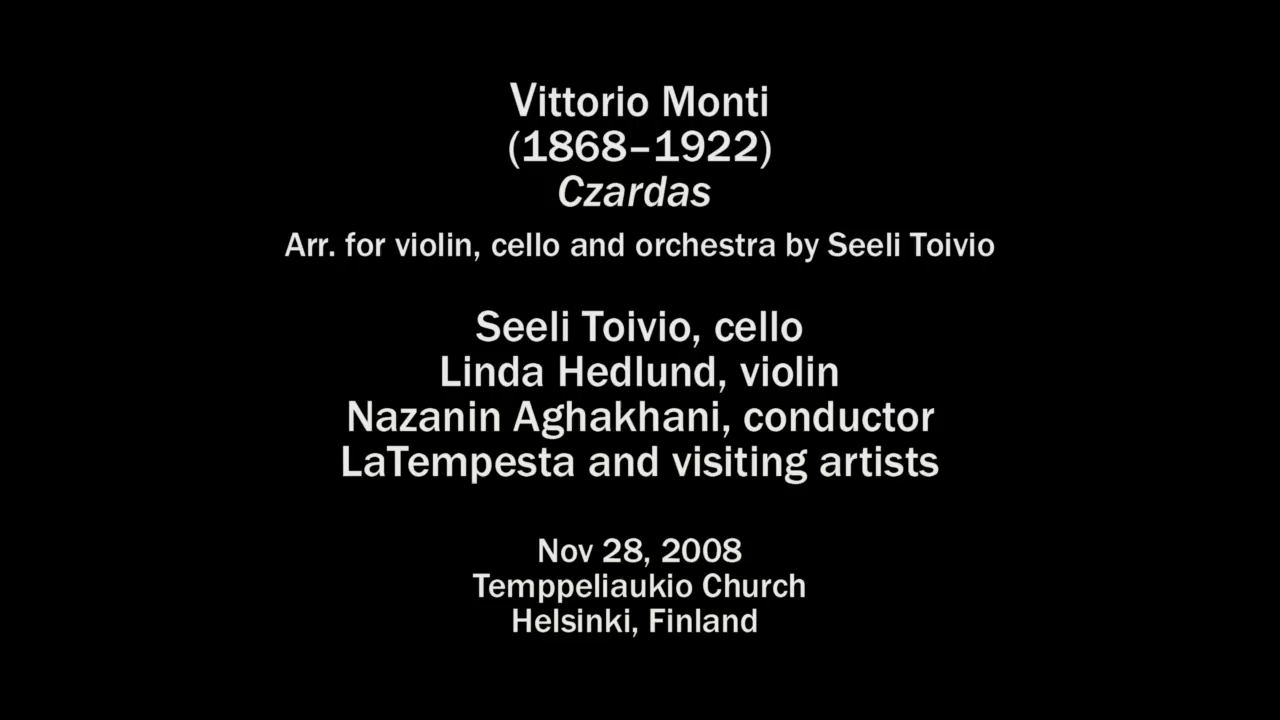 Vittorio Monti
(1868–1922)
Czardas
Arr. for violin, cello and orchestra by Seeli Toivio
Seeli Toivio, cello
Linda Hedlund, violin
Nazanin Aghakhani, conductor
LaTempesta and visiting artists
Nov 28, 2008
Temppeliaukio Church
Helsinki, Finland